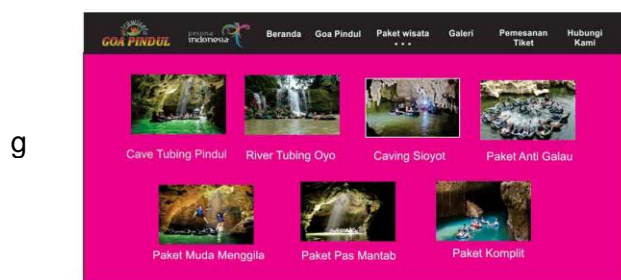 GOA PINDUL
pesona indonesia
Beranda Goa Pindul Paket wisata Galeri Pemesanan Tiket Hubungi Kami
g
Cave Tubing Pindul River Tubing Oyo Caving Sioyot Paket Anti Galau
Paket Muda Menggila Paket Pas Mantab Paket Komplit